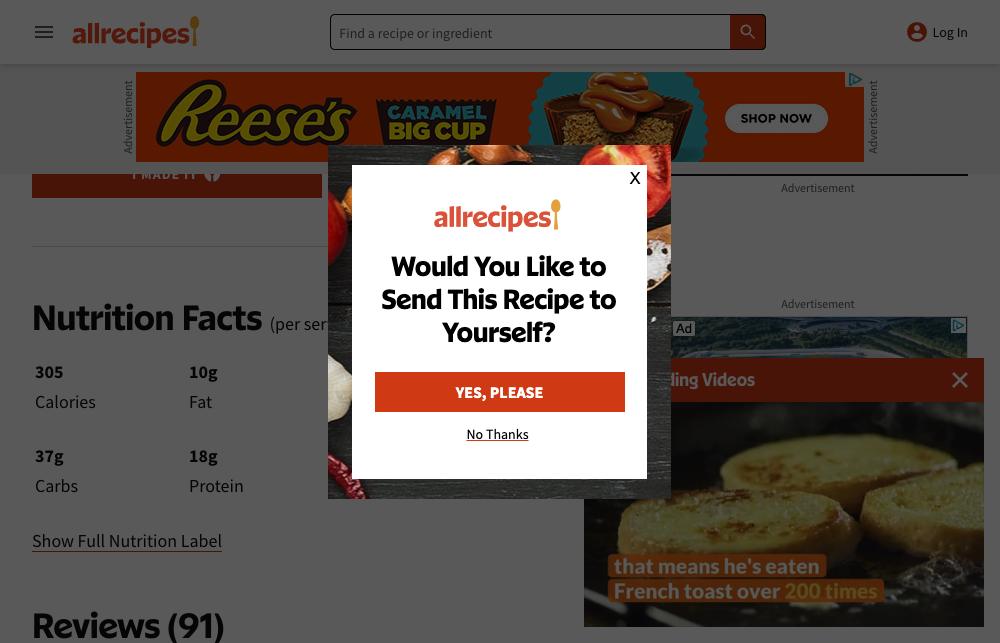 allrecipes
Find a recipe or ingredient
Log In
Advertisement
Reese's
CARAMEL
BIG CUP
SHOP NOW
Advertisement
I MADE IT
Advertisement
X
allrecipes
Would You Like to
Send This Recipe to
Yourself?
YES, PLEASE
No Thanks
Nutrition Facts (per ser
305
Calories
10g
Fat
37g
Carbs
18g
Protein
Show Full Nutrition Label
Reviews (91)
Advertisement
Ad
ding Videos
that means he's eaten
French toast over 200 times